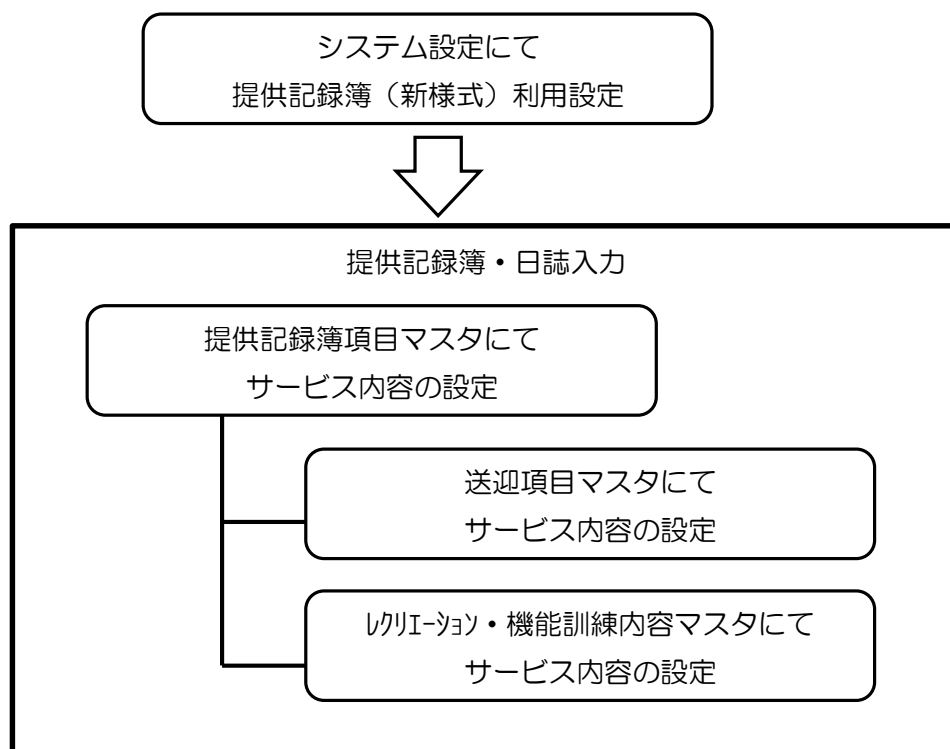 システム設定にて
提供記録簿（新様式）利用設定
提供記録簿・日誌入力
提供記録簿項目マスタにて
サービス内容の設定
送迎項目マスタにて
サービス内容の設定
ﾚｸﾘｴｰｼｮﾝ・機能訓練内容マスタにて
サービス内容の設定